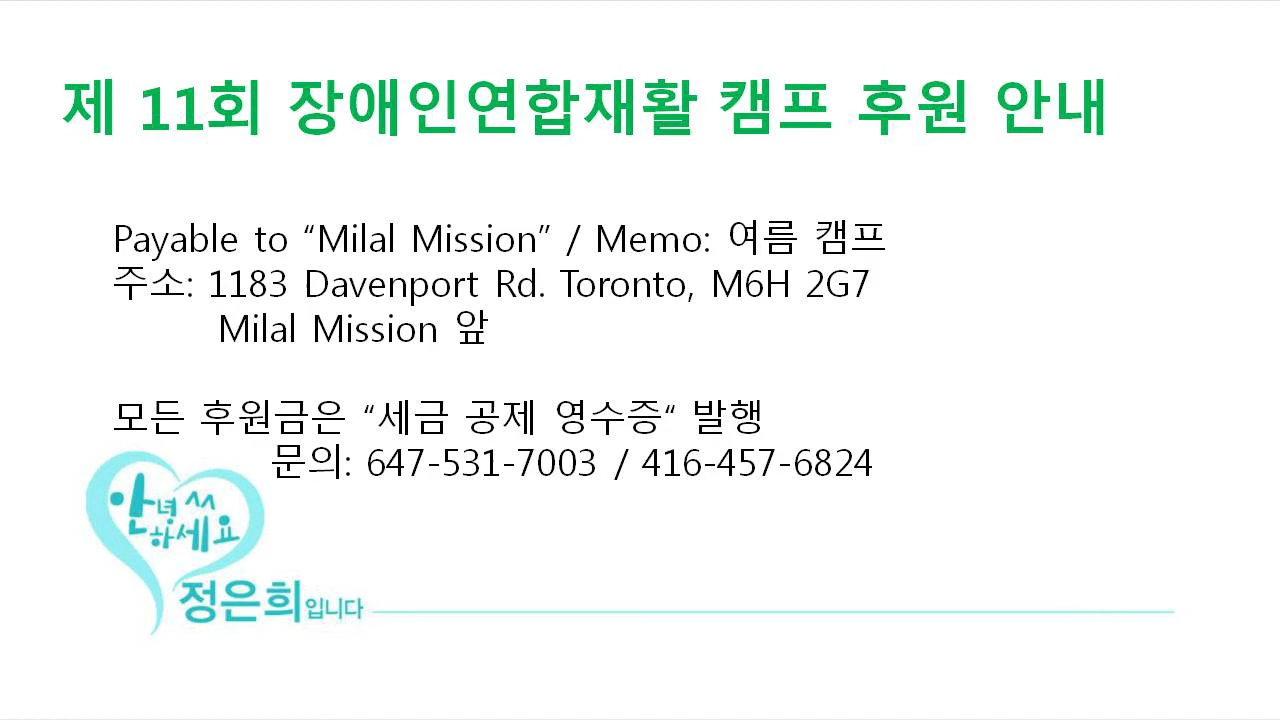 제 11회 장애인연합재활 캠프 후원 안내
Payable to “Milal Mission” / Memo: 여름 캠프
주소: 1183 Davenport Rd. Toronto, M6H 2G7
Milal Mission 앞
모든 후원금은 “세금 공제 영수증“ 발행
문의: 647-531-7003 / 416-457-6824
안녕^^
하세요
정은희입니다